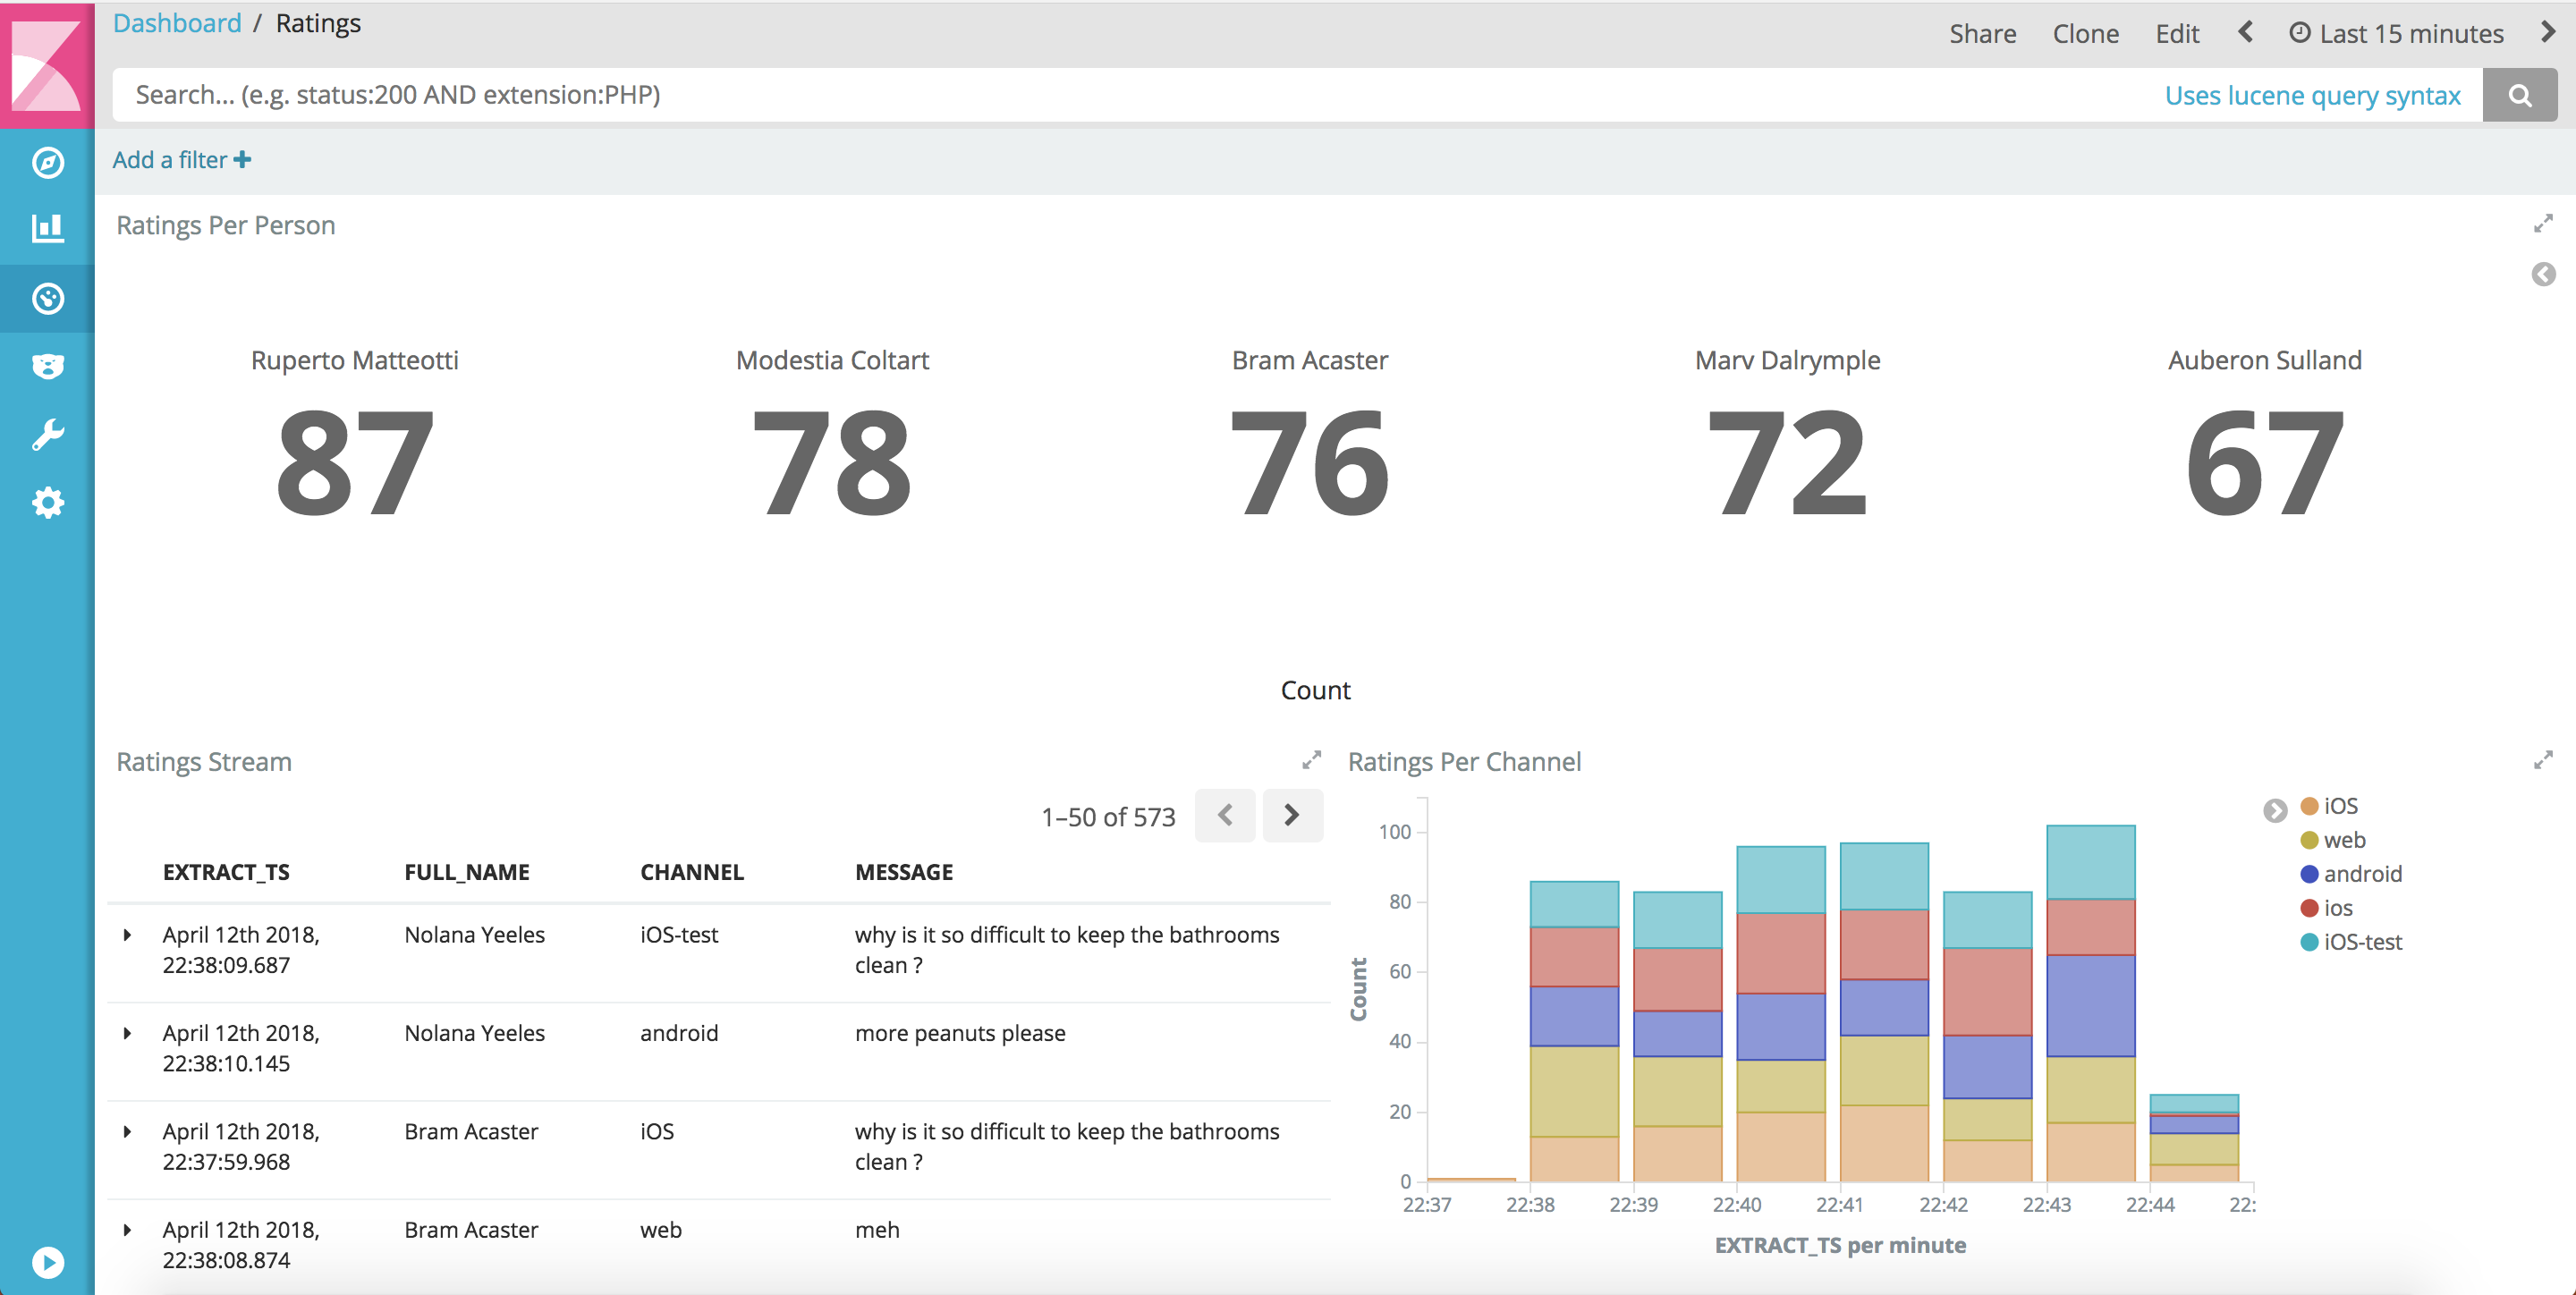 Dashboard / Ratings
Share Clone Edit Last 15 minutes
Search... (e.g. status:200 AND extension:PHP)
Uses lucene query syntax
Add a filter
Ratings Per Person
Ruperto Matteotti
87
Modestia Coltart
78
Bram Acaster
76
Marv Dalrymple
72
Auberon Sulland
67
Count
Ratings Stream
1–50 of 573
EXTRACT_TS FULL_NAME CHANNEL MESSAGE
April 12th 2018, Nolana Yeeles iOS-test why is it so difficult to keep the bathrooms
22:38:09.687 clean ?
April 12th 2018, Nolana Yeeles android more peanuts please
22:38:10.145
April 12th 2018, Bram Acaster iOS why is it so difficult to keep the bathrooms
22:37:59.968 clean ?
April 12th 2018, Bram Acaster web meh
22:38:08.874
Ratings Per Channel
100
80
60
40
20
0
Count
22:37 22:38 22:39 22:40 22:41 22:42 22:43 22:44 22:
EXTRACT_TS per minute
iOS
web
android
ios
iOS-test